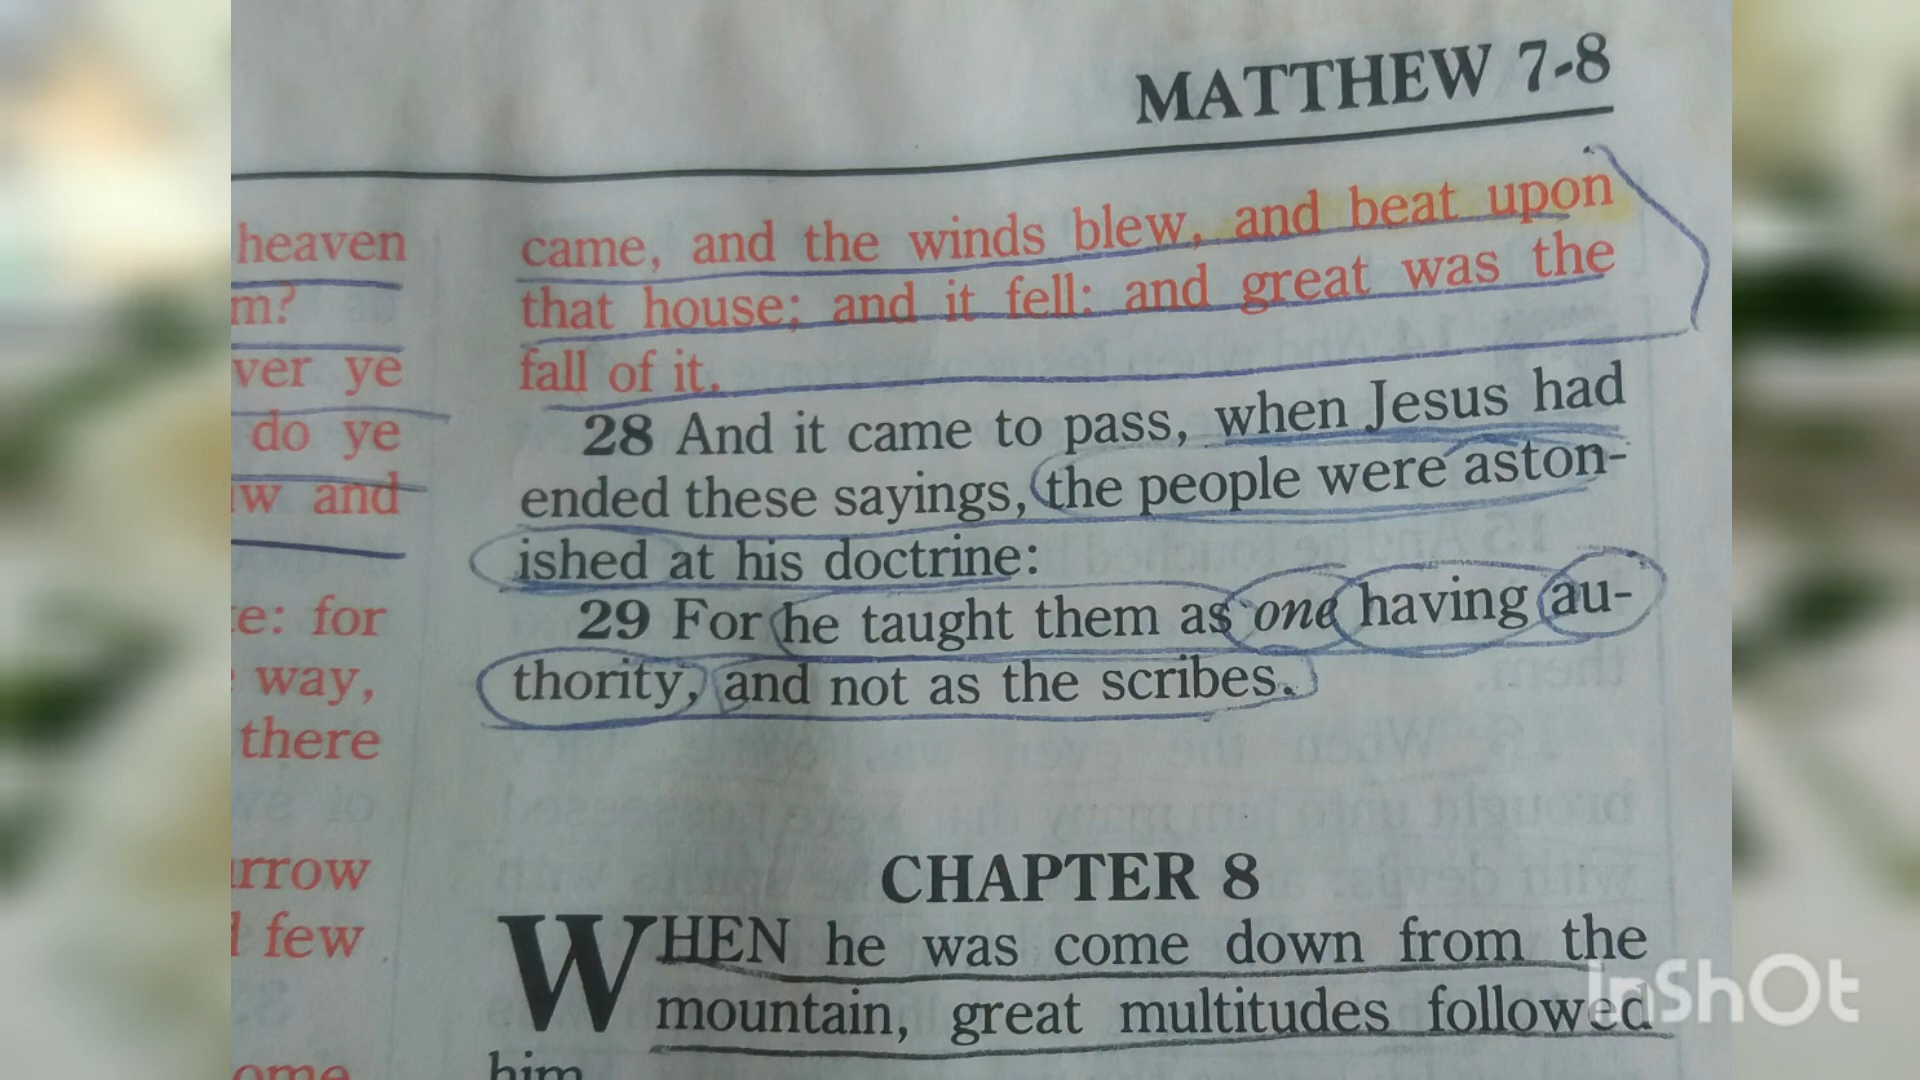 MATTHEW 7-8
heaven
m?
ver ye
do ye
w and
e: for
way,
there
rrow
few
ome
came, and the winds blew, and beat upon
that house; and it fell: and great was the
fall of it.
28 And it came to pass, when Jesus had
ended these sayings, the people were aston-
ished at his doctrine:
29 For he taught them as one having au-
thority, and not as the scribes.
CHAPTER 8
WHEN he was come down from the
mountain, great multitudes followed
him
InShOt